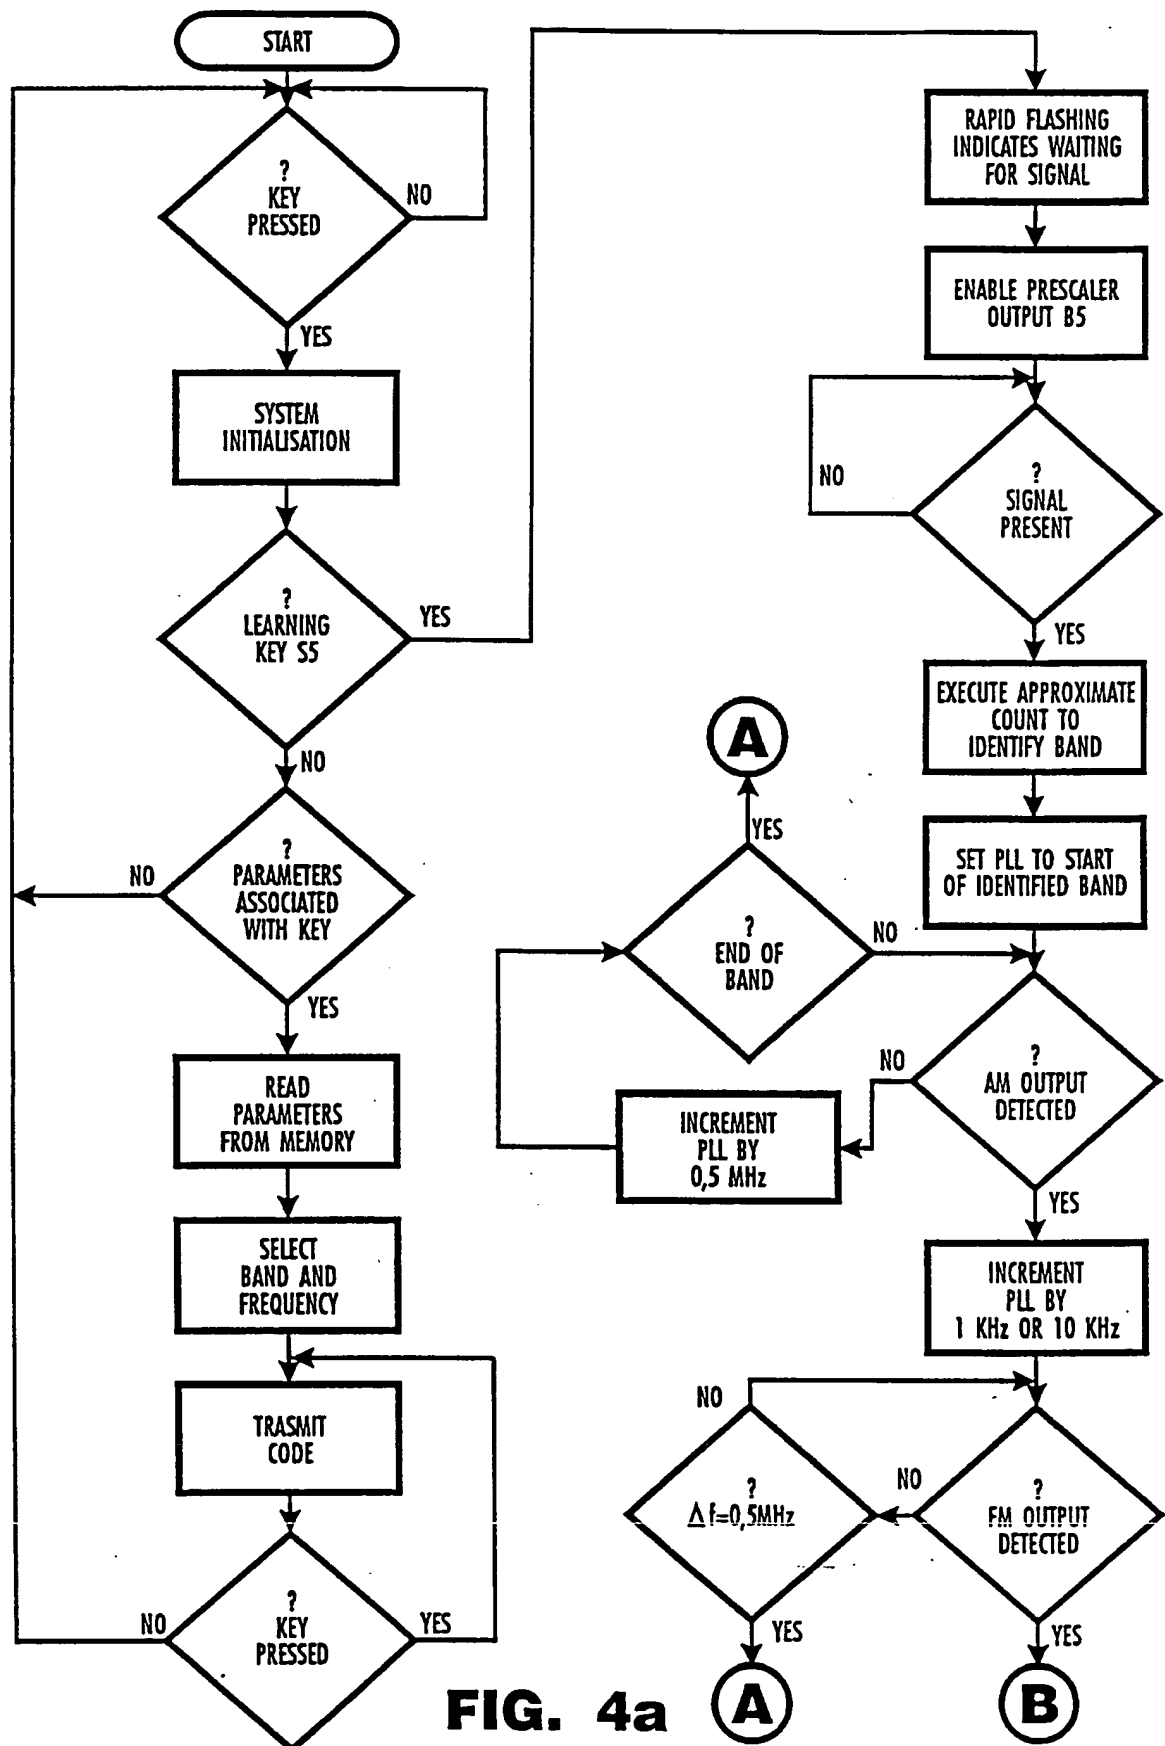 START
?
KEY
PRESSED
NO
YES
SYSTEM
INITIALISATION
?
LEARNING
KEY S5
YES
NO
?
PARAMETERS
ASSOCIATED
WITH KEY
NO
YES
READ
PARAMETERS
FROM MEMORY
SELECT
BAND AND
FREQUENCY
TRASMIT
CODE
?
KEY
PRESSED
NO
YES
RAPID FLASHING
INDICATES WAITING
FOR SIGNAL
ENABLE PRESCALER
OUTPUT B5
?
SIGNAL
PRESENT
NO
YES
EXECUTE APPROXIMATE
COUNT TO
IDENTIFY BAND
SET PLL TO START
OF IDENTIFIED BAND
A
YES
?
END OF
BAND
NO
?
AM OUTPUT
DETECTED
NO
INCREMENT
PLL BY
0,5 MHz
YES
INCREMENT
PLL BY
1 KHz OR 10 KHz
NO
?
Δ f=0,5MHz
NO
?
FM OUTPUT
DETECTED
YES
YES
A
B
FIG. 4a